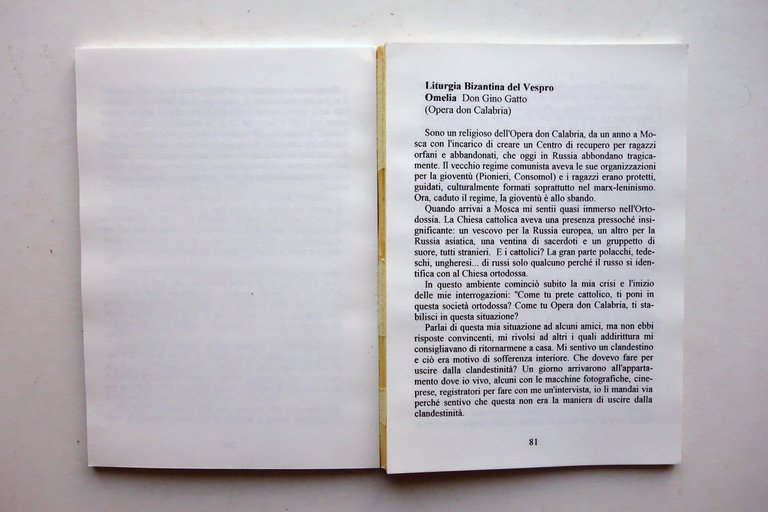 Liturgia Bizantina del Vespro
Omelia Don Gino Gatto
(Opera don Calabria)
Sono un religioso dell'Opera don Calabria, da un anno a Mo-
sca con l'incarico di creare un Centro di recupero per ragazzi
orfani e abbandonati, che oggi in Russia abbondano tragica-
mente. Il vecchio regime comunista aveva le sue organizzazioni
per la gioventù (Pionieri, Consomol) e i ragazzi erano protetti,
guidati, culturalmente formati soprattutto nel marx-leninismo.
Ora, caduto il regime, la gioventù è allo sbando.
Quando arrivai a Mosca mi sentii quasi immerso nell'Orto-
dossia. La Chiesa cattolica aveva una presenza pressoché insi-
gnificante: un vescovo per la Russia europea, un altro per la
Russia asiatica, una ventina di sacerdoti e un gruppetto di
suore, tutti stranieri. E i cattolici? La gran parte polacchi, tede-
schi, ungheresi... di russi solo qualcuno perché il russo si iden-
tifica con al Chiesa ortodossa.
In questo ambiente cominciò subito la mia crisi e l'inizio
delle mie interrogazioni: "Come tu prete cattolico, ti poni in
questa società ortodossa? Come tu Opera don Calabria, ti sta-
bilisci in questa situazione?
Parlai di questa mia situazione ad alcuni amici, ma non ebbi
risposte convincenti, mi rivolsi ad altri i quali addirittura mi
consigliavano di ritornarmene a casa. Mi sentivo un clandestino
e ciò era motivo di sofferenza interiore. Che dovevo fare per
uscire dalla clandestinità? Un giorno arrivarono all'apparta-
mento dove io vivo, alcuni con le macchine fotografiche, cine-
prese, registratori per fare con me un'intervista, io li mandai via
perché sentivo che questa non era la maniera di uscire dalla
clandestinità.
81